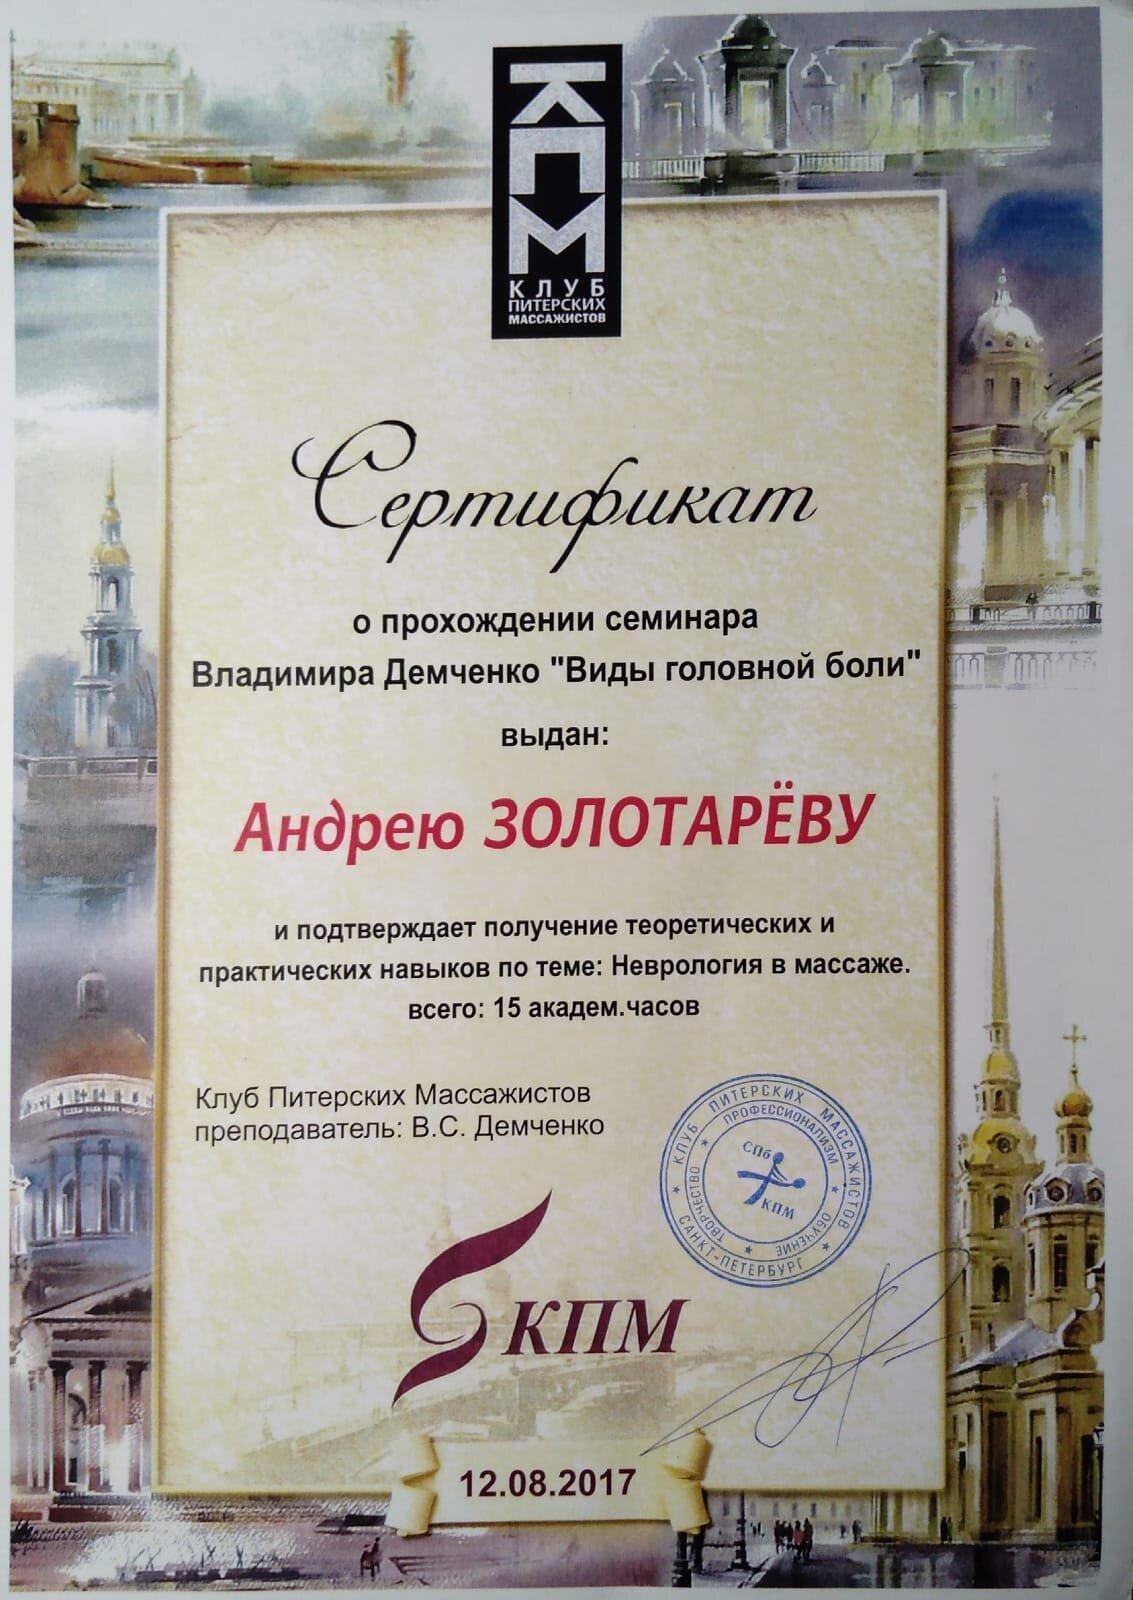 КПМ
КЛУБ
ПИТЕРСКИХ
МАССАЖИСТОВ
Сертификат
о прохождении семинара
Владимира Демченко "Виды головной боли"
выдан:
Андрею ЗОЛОТАРЁВУ
и подтверждает получение теоретических и
практических навыков по теме: Неврология в массаже.
всего: 15 академ.часов
Клуб Питерских Массажистов
преподаватель: В.С. Демченко
КЛУБ ПИТЕРСКИХ МАССАЖИСТОВ
САНКТ-ПЕТЕРБУРГ
ТВОРЧЕСТВО ПРОФЕССИОНАЛИЗМ ОБУЧЕНИЕ
СПб
КПМ
КПМ
12.08.2017